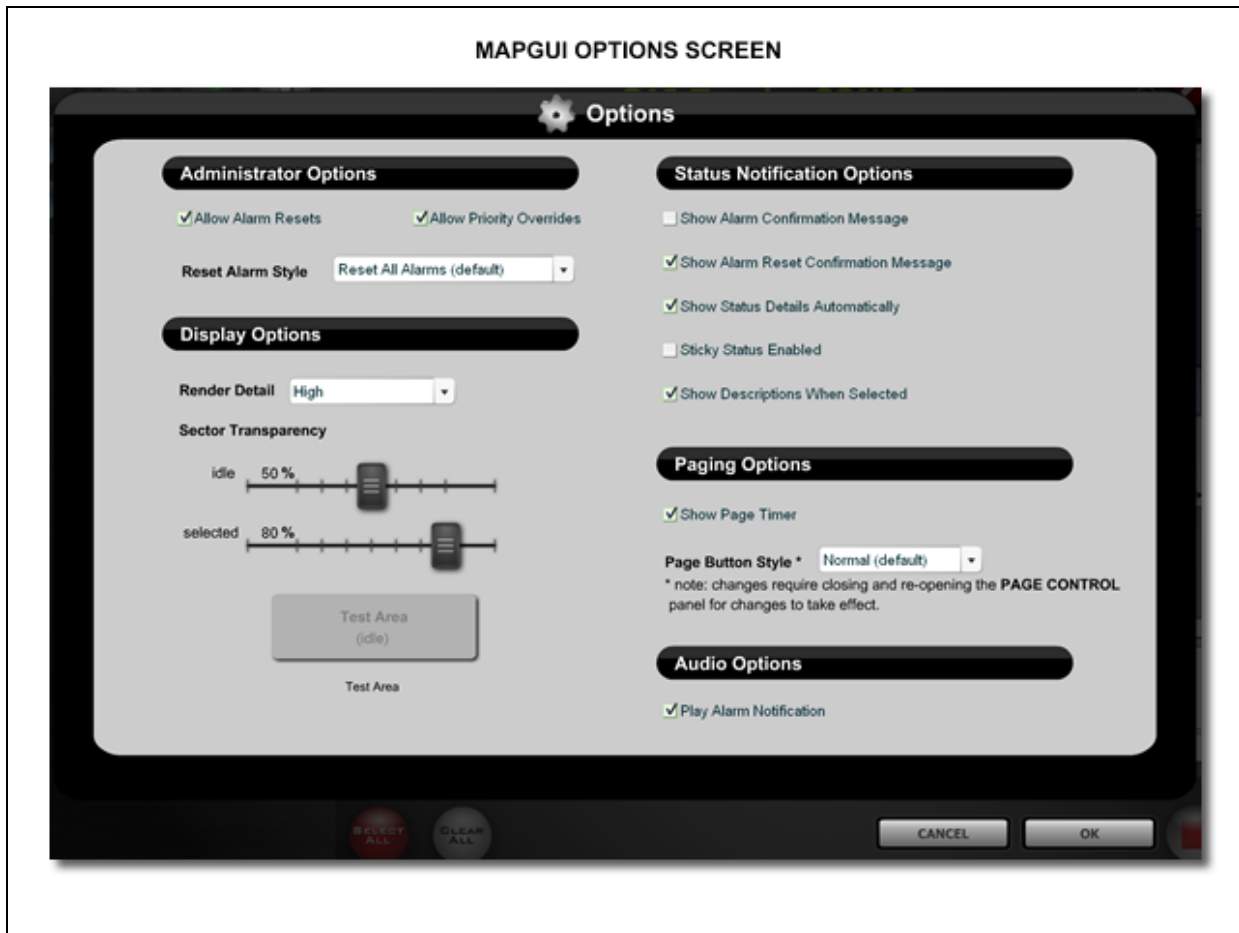 MAPGUI OPTIONS SCREEN
Options
Administrator Options
Allow Alarm Resets
Allow Priority Overrides
Reset Alarm Style
Reset All Alarms (default)
Display Options
Render Detail
High
Sector Transparency
idle
50 %
selected
80 %
Test Area
(idle)
Test Area
Status Notification Options
Show Alarm Confirmation Message
Show Alarm Reset Confirmation Message
Show Status Details Automatically
Sticky Status Enabled
Show Descriptions When Selected
Paging Options
Show Page Timer
Page Button Style *
Normal (default)
* note: changes require closing and re-opening the PAGE CONTROL
panel for changes to take effect.
Audio Options
Play Alarm Notification
SELECT
ALL
CLEAR
ALL
CANCEL
OK